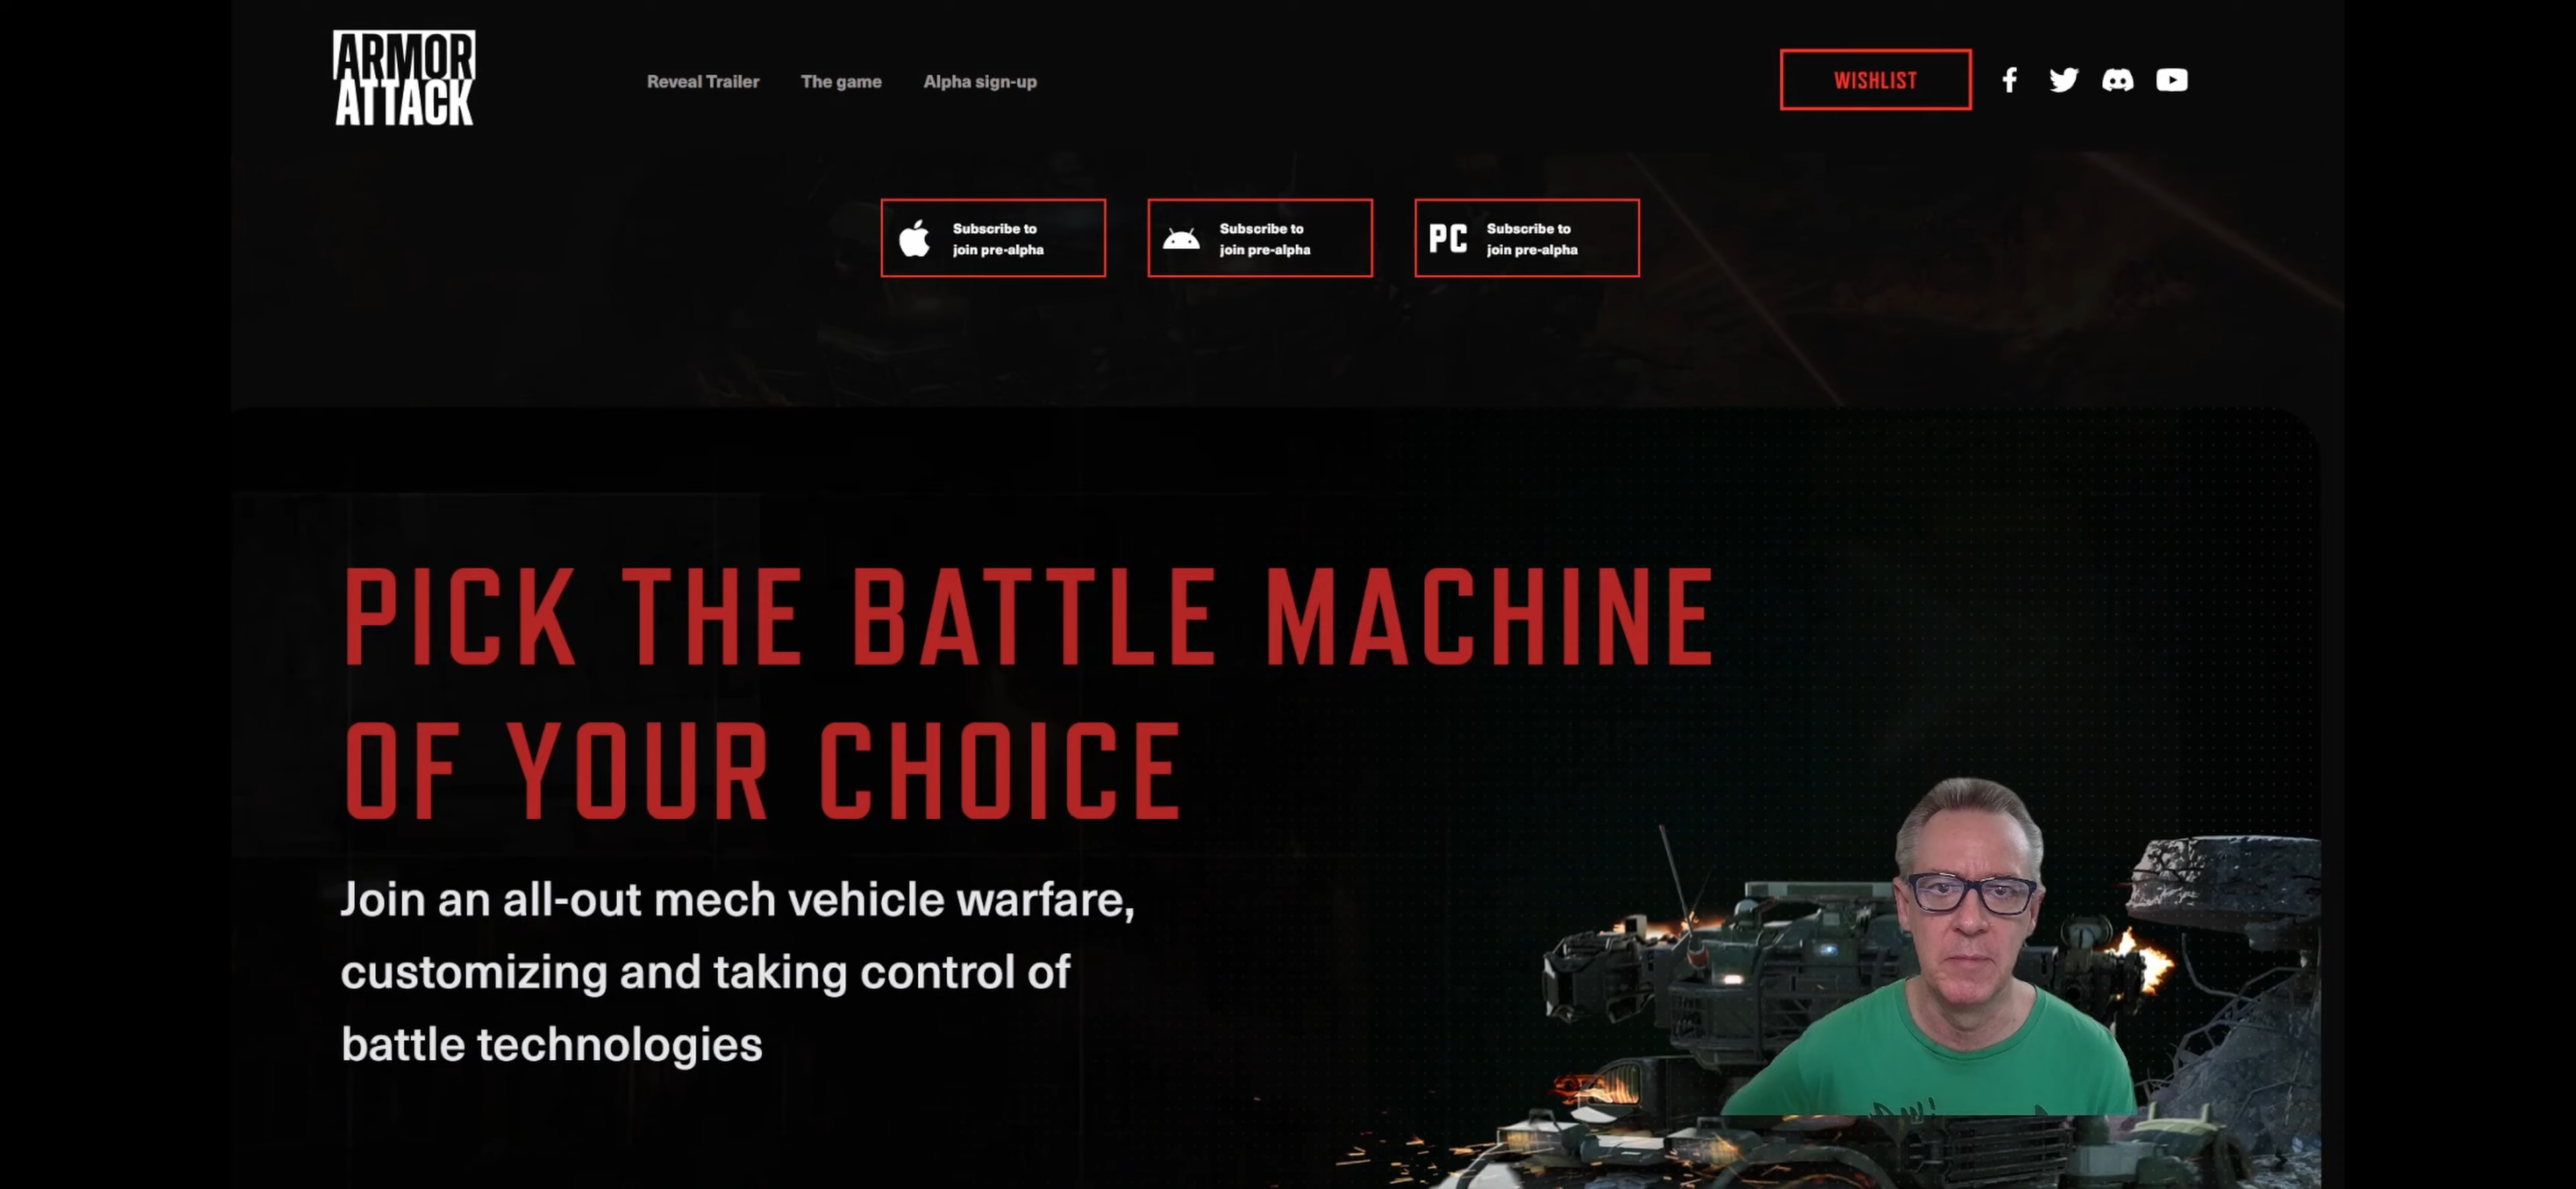 ARMOR
ATTACK
Reveal Trailer
The game
Alpha sign-up
WISHLIST
Subscribe to
join pre-alpha
Subscribe to
join pre-alpha
PC
Subscribe to
join pre-alpha
PICK THE BATTLE MACHINE
OF YOUR CHOICE
Join an all-out mech vehicle warfare,
customizing and taking control of
battle technologies